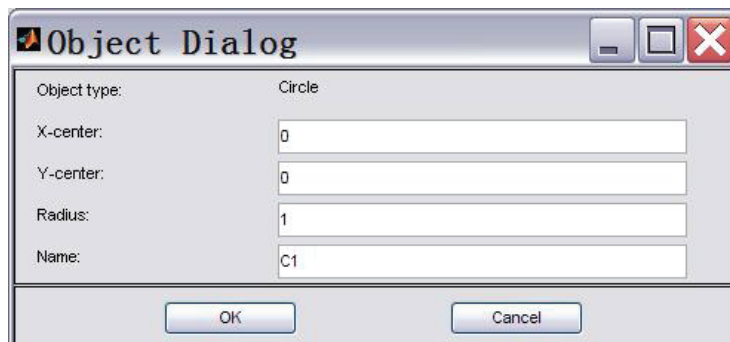 Object Dialog
Object type: Circle
X-center: 0
Y-center: 0
Radius: 1
Name: C1
OK Cancel